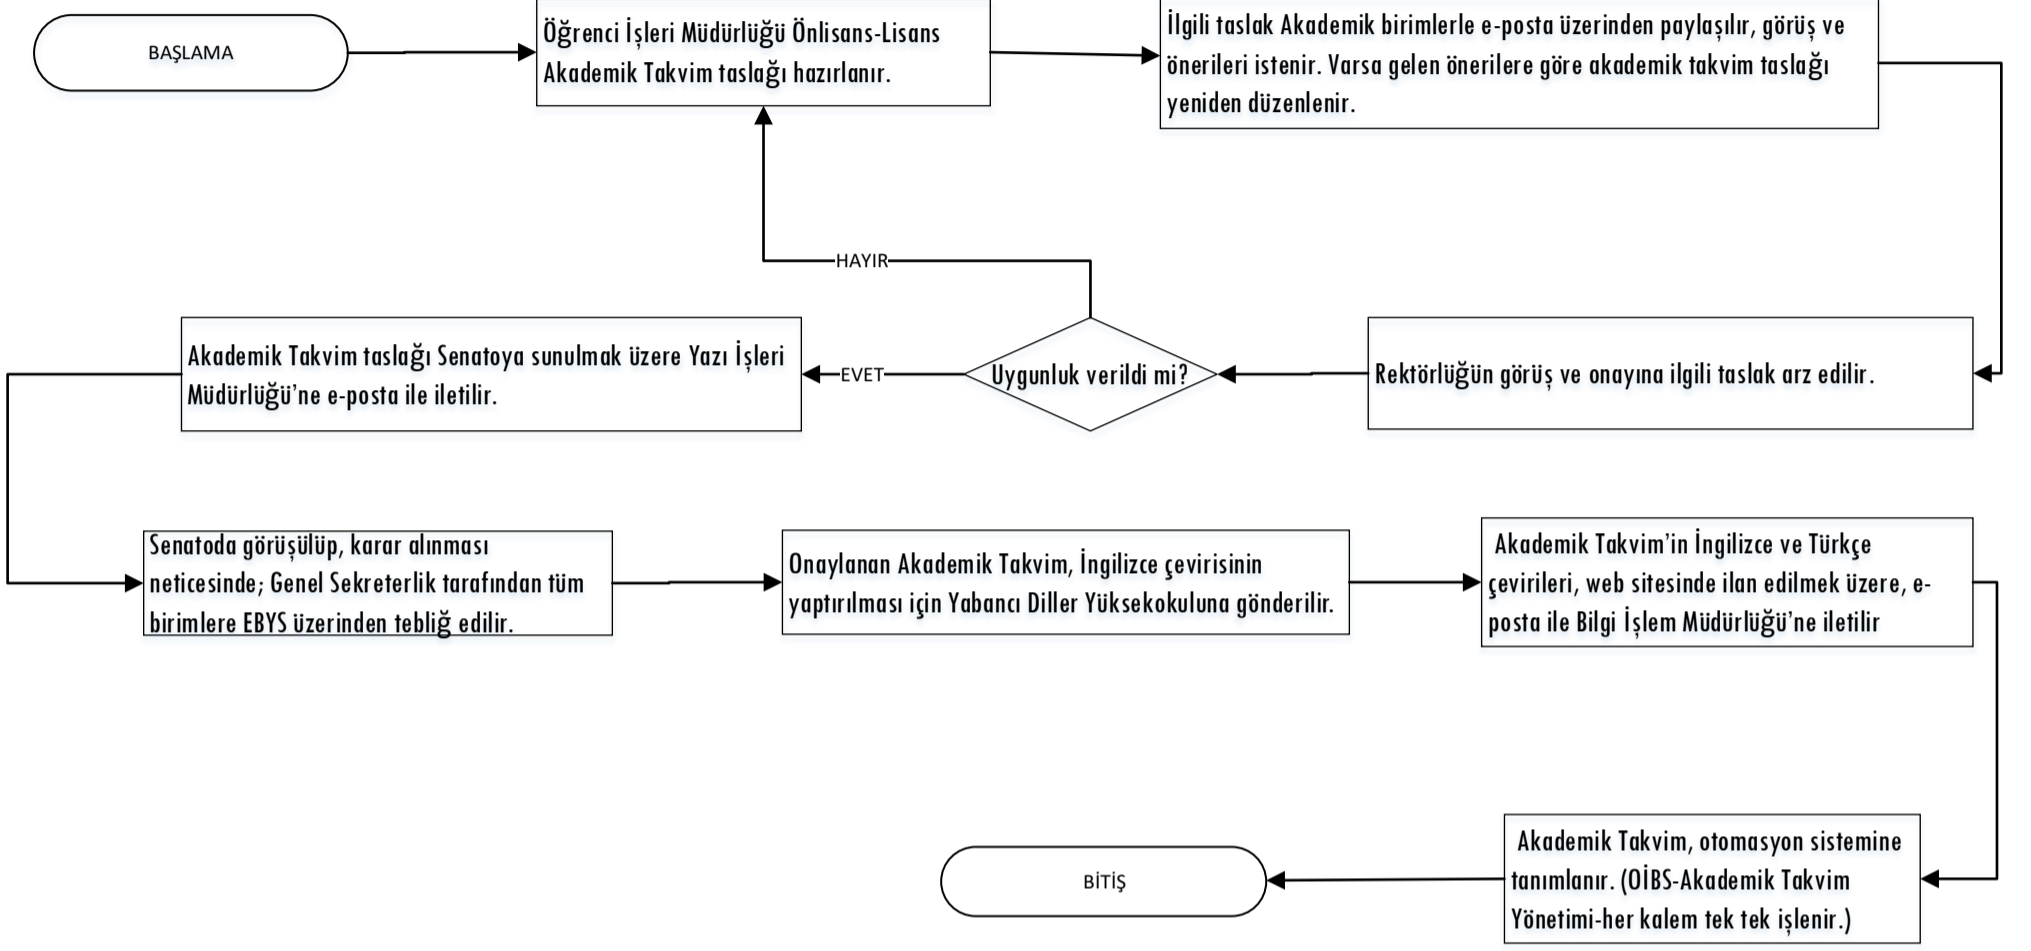 BAŞLAMA
Öğrenci İşleri Müdürlüğü Önlisans-Lisans
Akademik Takvim taslağı hazırlanır.
İlgili taslak Akademik birimlerle e-posta üzerinden paylaşılır, görüş ve
önerileri istenir. Varsa gelen önerilere göre akademik takvim taslağı
yeniden düzenlenir.
HAYIR
Akademik Takvim taslağı Senatoya sunulmak üzere Yazı İşleri
Müdürlüğü'ne e-posta ile iletilir.
EVET
Uygunluk verildi mi?
Rektörlüğün görüş ve onayına ilgili taslak arz edilir.
Senatoda görüşülüp, karar alınması
neticesinde; Genel Sekreterlik tarafından tüm
birimlere EBYS üzerinden tebliğ edilir.
Onaylanan Akademik Takvim, İngilizce çevirisinin
yaptırılması için Yabancı Diller Yüksekokuluna gönderilir.
Akademik Takvim'in İngilizce ve Türkçe
çevirileri, web sitesinde ilan edilmek üzere, e-
posta ile Bilgi İşlem Müdürlüğü'ne iletilir
BİTİŞ
Akademik Takvim, otomasyon sistemine
tanımlanır. (OİBS-Akademik Takvim
Yönetimi-her kalem tek tek işlenir.)